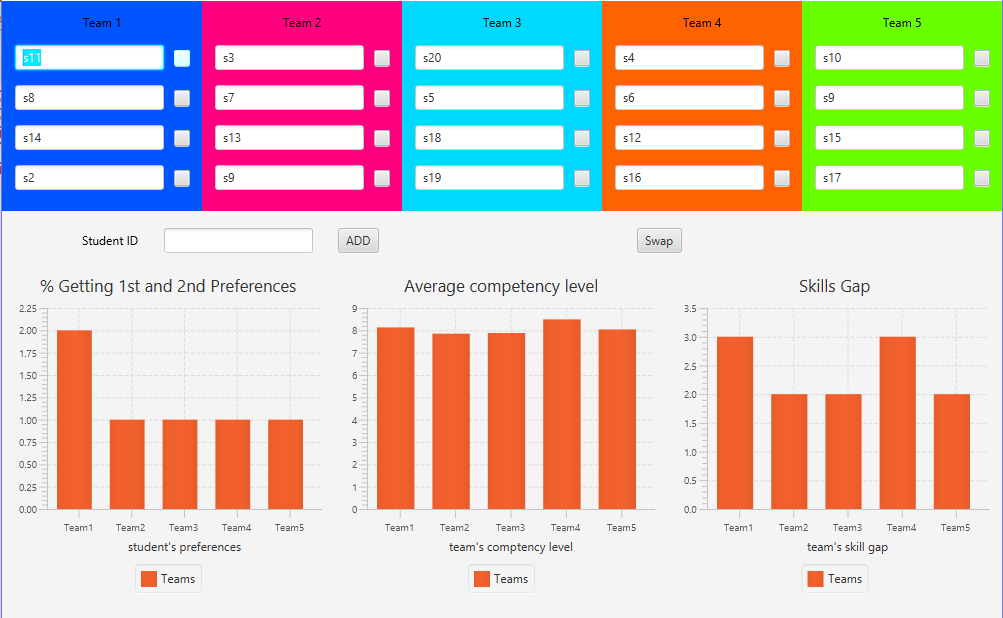 Team 1 Team 2 Team 3 Team 4 Team 5
s11 s3 s20 s4 s10
s8 s7 s5 s6 s9
s14 s13 s18 s12 s15
s2 s9 s19 s16 s17
Student ID ADD Swap
% Getting 1st and 2nd Preferences
2.25
2.00
1.75
1.50
1.25
1.00
0.75
0.50
0.25
0.00
Team1 Team2 Team3 Team4 Team5
student's preferences
Teams
Average competency level
9
8
7
6
5
4
3
2
1
0
Team1 Team2 Team3 Team4 Team5
team's comptency level
Teams
Skills Gap
3.5
3.0
2.5
2.0
1.5
1.0
0.5
0.0
Team1 Team2 Team3 Team4 Team5
team's skill gap
Teams